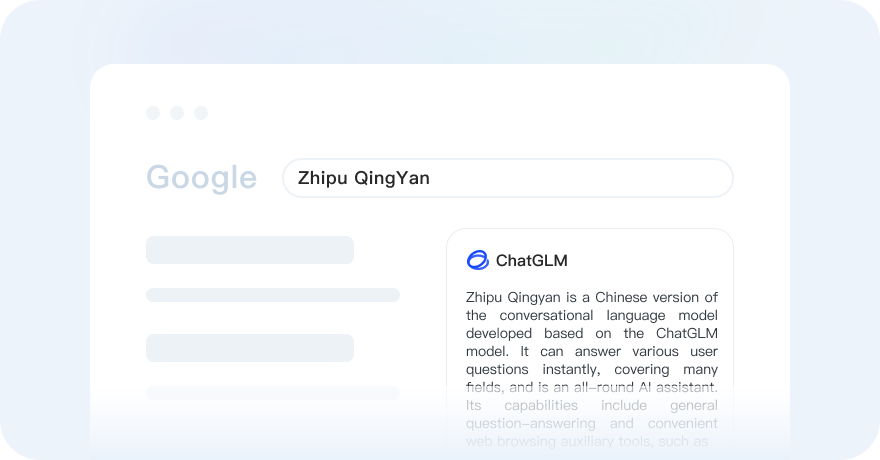 Google
Zhipu QingYan
ChatGLM
Zhipu Qingyan is a Chinese version of
the conversational language model
developed based on the ChatGLM
model. It can answer various user
questions instantly, covering many
fields, and is an all-round AI assistant.
Its capabilities include general
question-answering and convenient
web browsing auxiliary tools, such as